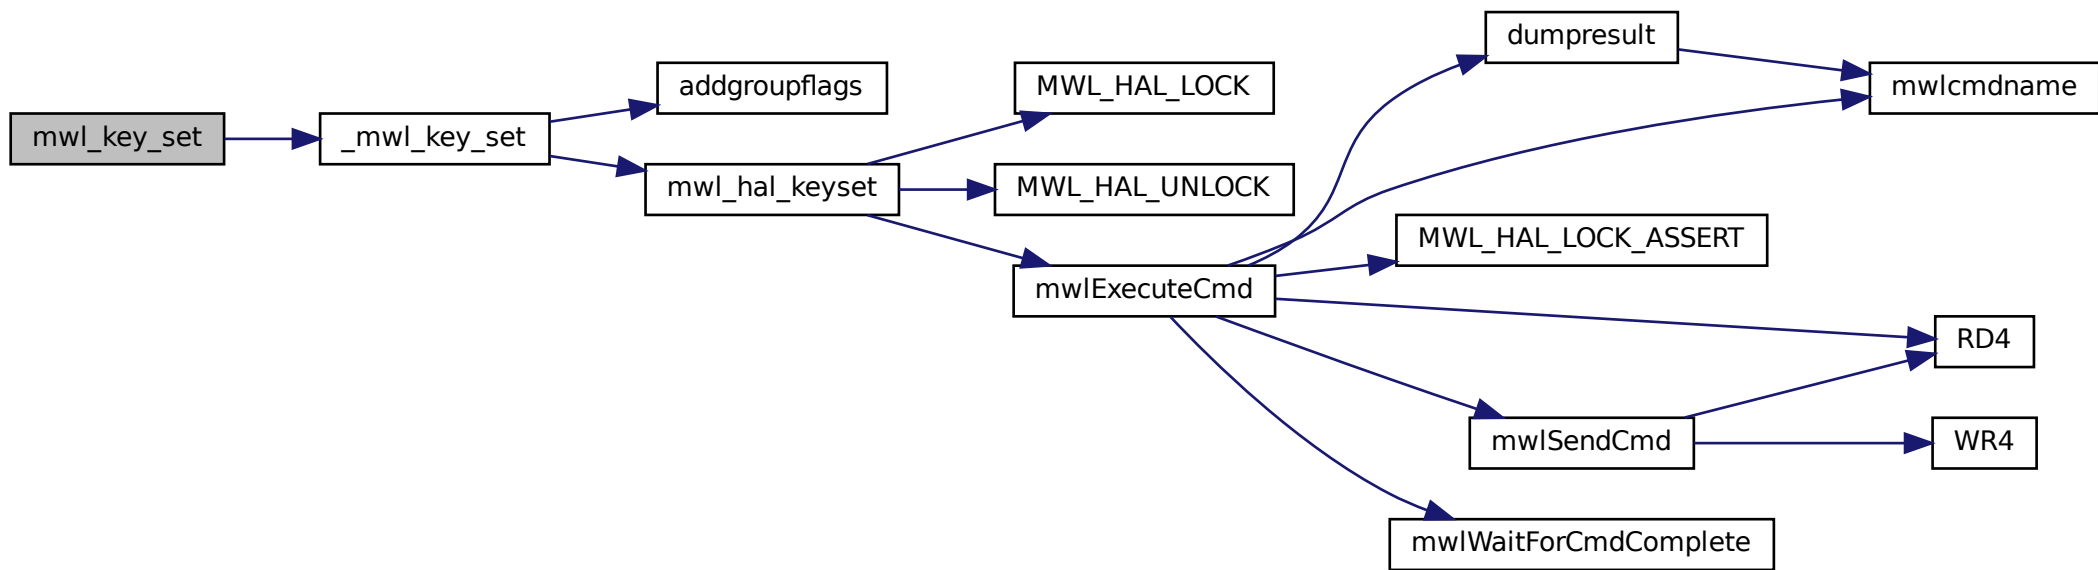 mwl_key_set
_mwl_key_set
addgroupflags
mwl_hal_keyset
MWL_HAL_LOCK
MWL_HAL_UNLOCK
mwlExecuteCmd
dumpresult
mwlcmdname
MWL_HAL_LOCK_ASSERT
RD4
mwlSendCmd
WR4
mwlWaitForCmdComplete